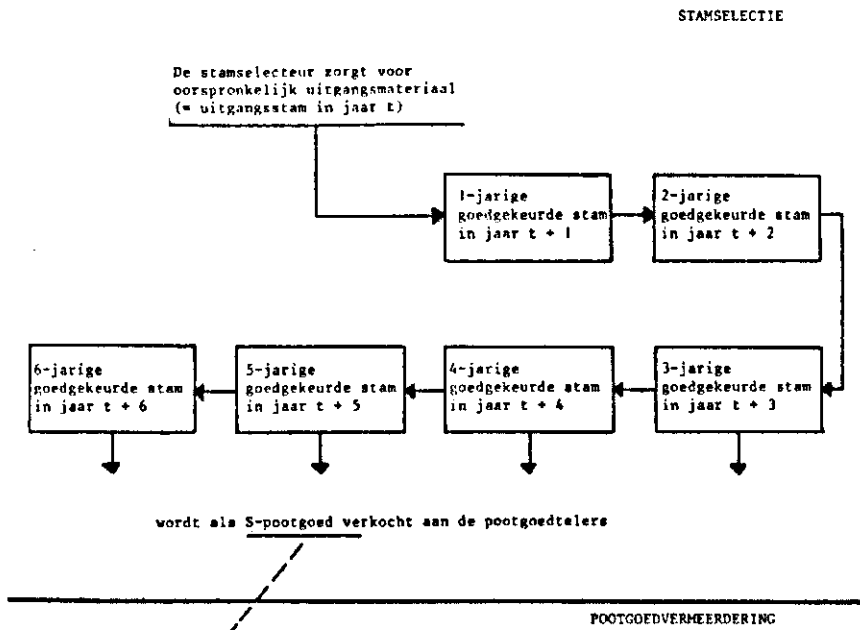 STAMSELECTIE
De stamselecteur zorgt voor
oorspronkelijk uitgangsmateriaal
(= uitgangsstam in jaar t)
1-jarige
goedgekeurde stam
in jaar t + 1
2-jarige
goedgekeurde stam
in jaar t + 2
6-jarige
goedgekeurde stam
in jaar t + 6
5-jarige
goedgekeurde stam
in jaar t + 5
4-jarige
goedgekeurde stam
in jaar t + 4
3-jarige
goedgekeurde stam
in jaar t + 3
wordt als S-pootgoed verkocht aan de pootgoedtelers
POOTGOEDVERMEERDERING